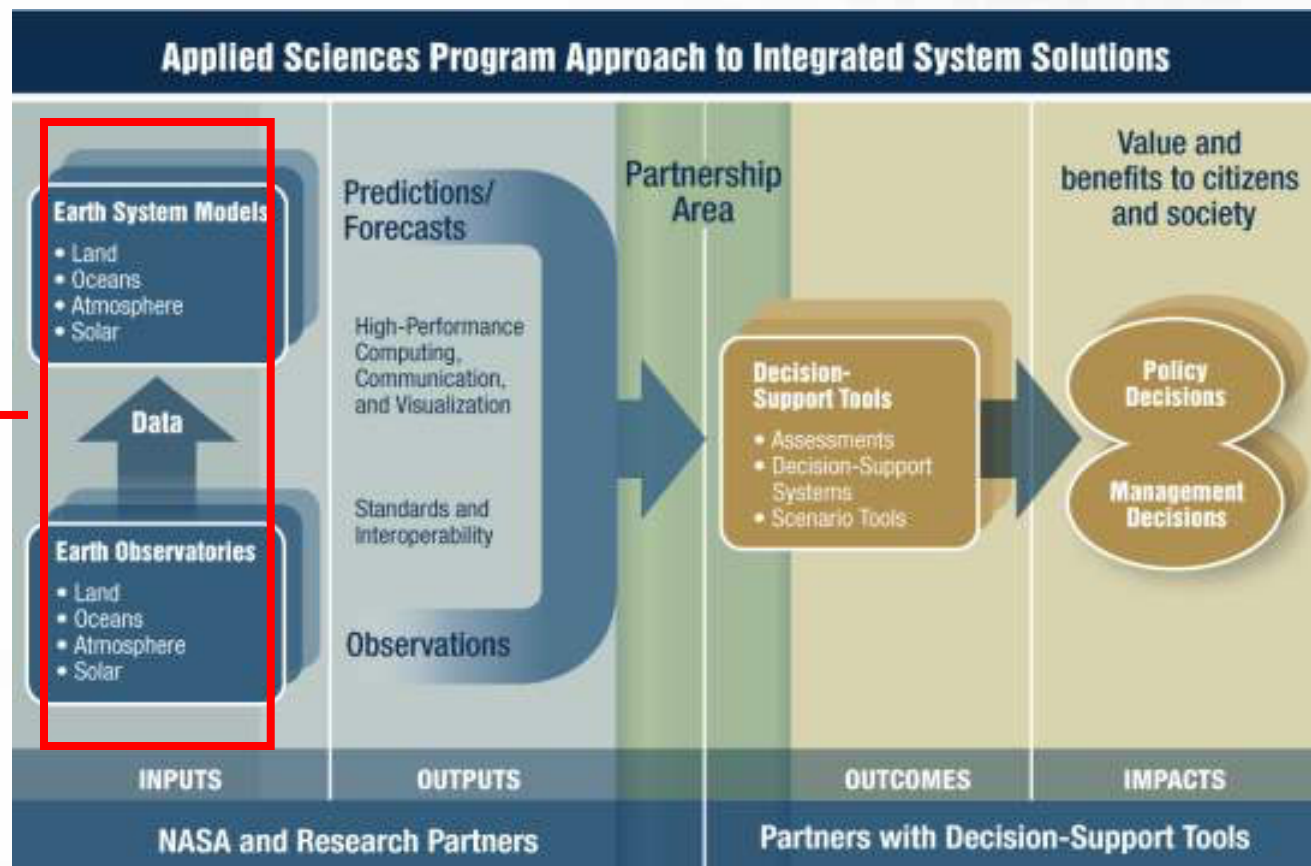 Applied Sciences Program Approach to Integrated System Solutions
Earth System Models
• Land
• Oceans
• Atmosphere
• Solar
Data
Earth Observatories
• Land
• Oceans
• Atmosphere
• Solar
Predictions/
Forecasts
High-Performance
Computing,
Communication,
and Visualization
Standards and
Interoperability
Observations
Partnership
Area
Decision-
Support Tools
• Assessments
• Decision-Support
Systems
• Scenario Tools
Value and
benefits to citizens
and society
Policy
Decisions
Management
Decisions
INPUTS
OUTPUTS
OUTCOMES
IMPACTS
NASA and Research Partners
Partners with Decision-Support Tools